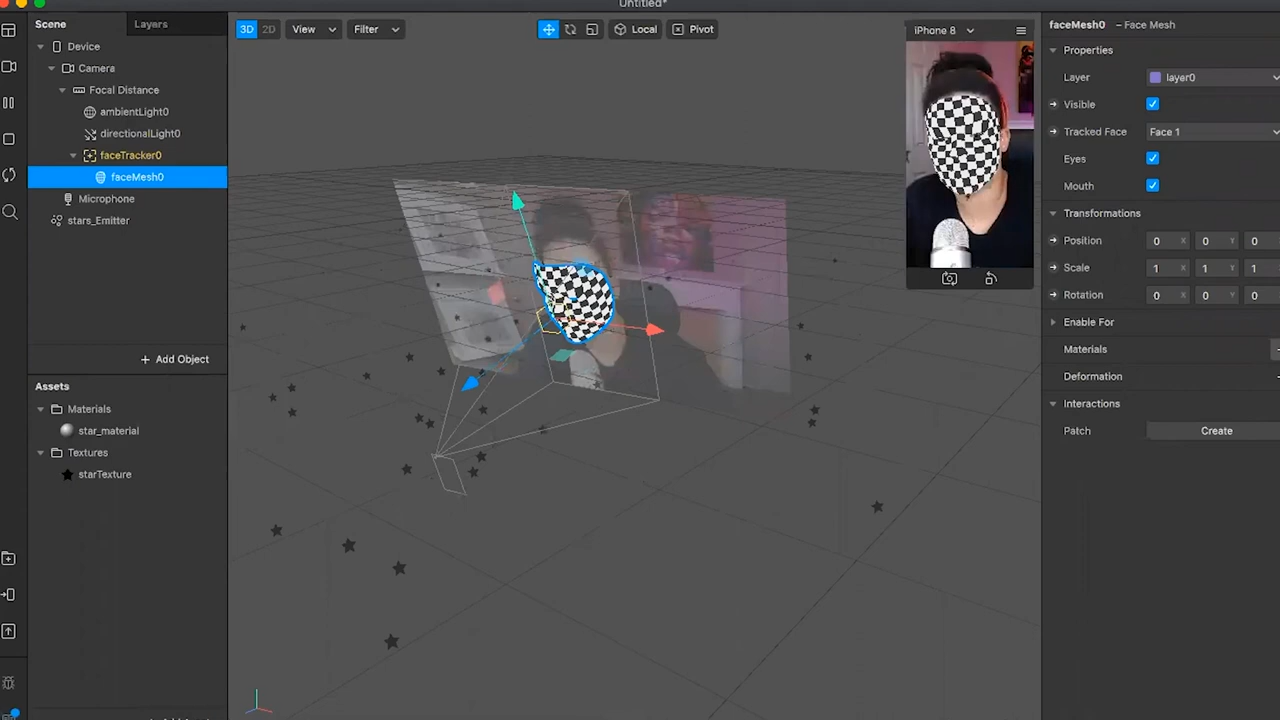 Untitled*
Scene
Layers
Device
Camera
Focal Distance
ambientLight0
directionalLight0
faceTracker0
faceMesh0
Microphone
stars_Emitter
+ Add Object
Assets
Materials
star_material
Textures
starTexture
3D 2D View Filter
Local Pivot
iPhone 8
faceMesh0 – Face Mesh
Properties
Layer layer0
Visible
Tracked Face Face 1
Eyes
Mouth
Transformations
Position 0 X 0 Y 0
Scale 1 X 1 Y 1
Rotation 0 X 0 Y 0
Enable For
Materials
Deformation
Interactions
Patch Create